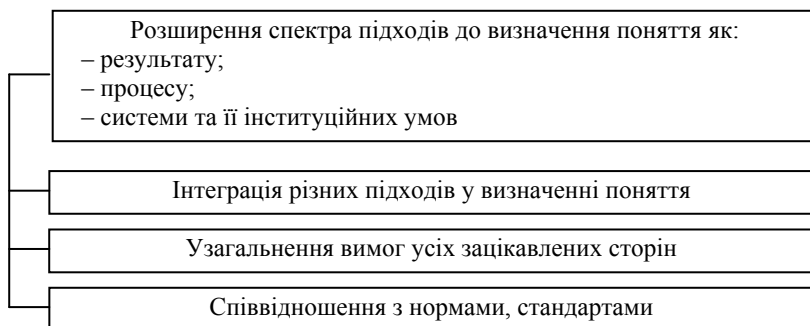 Розширення спектра підходів до визначення поняття як:
– результату;
– процесу;
– системи та її інституційних умов
Інтеграція різних підходів у визначенні поняття
Узагальнення вимог усіх зацікавлених сторін
Співвідношення з нормами, стандартами